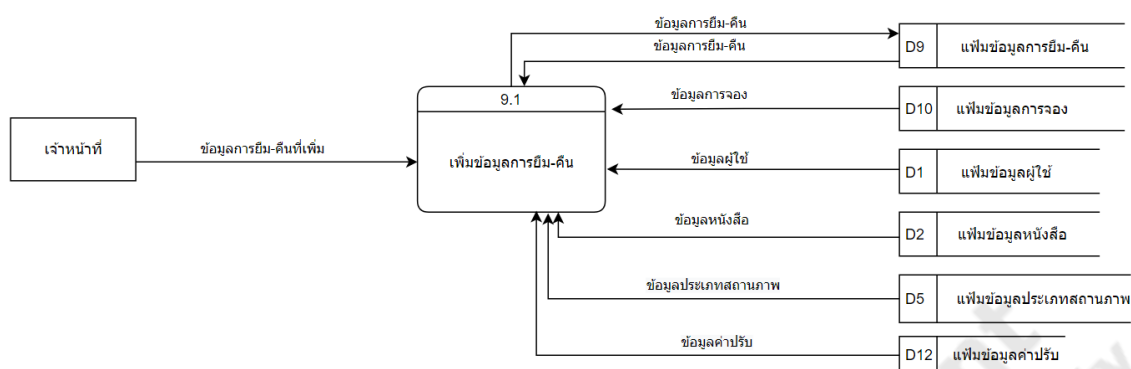 ข้อมูลการยืม-คืน
ข้อมูลการยืม-คืน
D9 แฟ้มข้อมูลการยืม-คืน
9.1
ข้อมูลการจอง
D10 แฟ้มข้อมูลการจอง
เจ้าหน้าที่
ข้อมูลการยืม-คืนที่เพิ่ม
เพิ่มข้อมูลการยืม-คืน
ข้อมูลผู้ใช้
D1 แฟ้มข้อมูลผู้ใช้
ข้อมูลหนังสือ
D2 แฟ้มข้อมูลหนังสือ
ข้อมูลประเภทสถานภาพ
D5 แฟ้มข้อมูลประเภทสถานภาพ
ข้อมูลค่าปรับ
D12 แฟ้มข้อมูลค่าปรับ